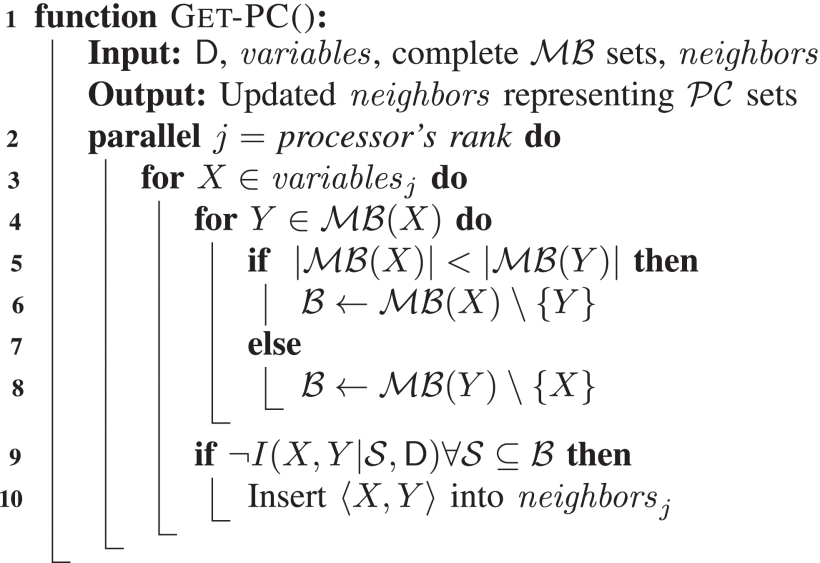 1 function GET-PC():
Input: D, variables, complete MB sets, neighbors
Output: Updated neighbors representing PC sets
2 parallel j = processor's rank do
3 for X ∈ variables_j do
4 for Y ∈ MB(X) do
5 if |MB(X)| < |MB(Y)| then
6 B ← MB(X) \ {Y}
7 else
8 B ← MB(Y) \ {X}
9 if ¬I(X, Y|S, D)∀S ⊆ B then
10 Insert ⟨X, Y⟩ into neighbors_j